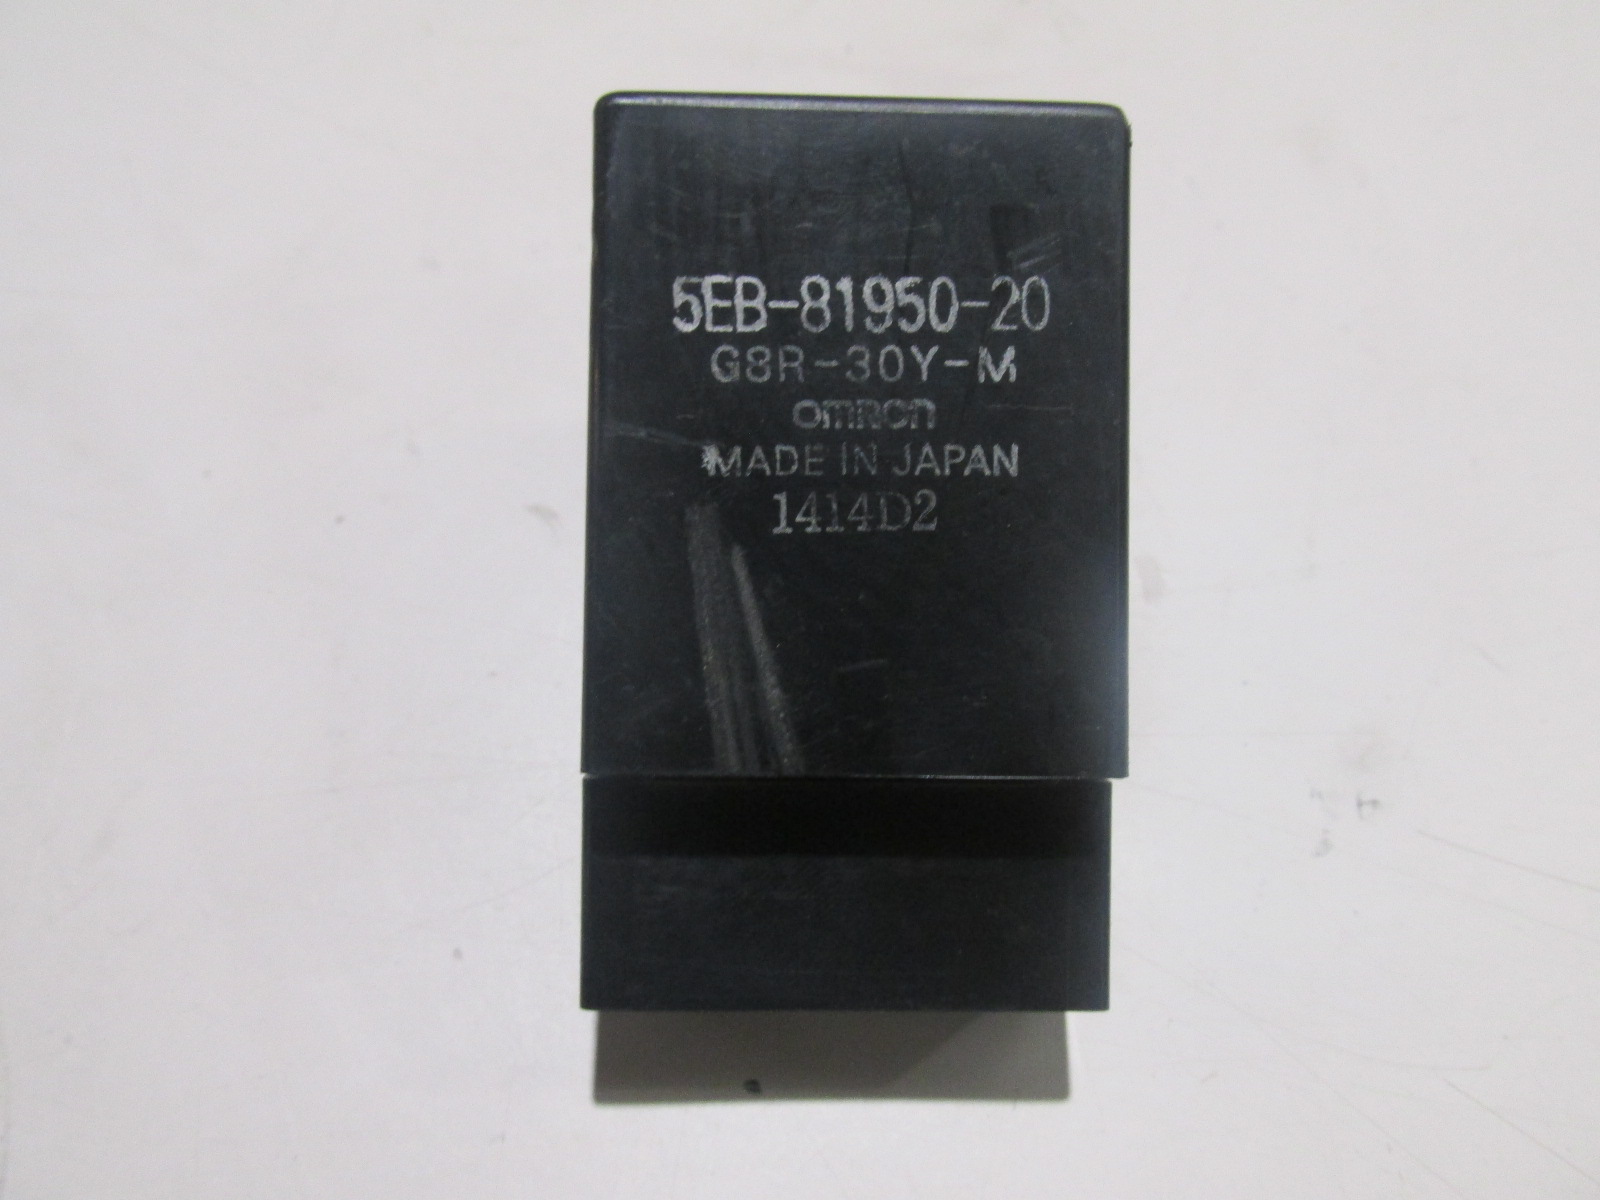 5EB-81950-20
G8R-30Y-M
omron
MADE IN JAPAN
1414D2